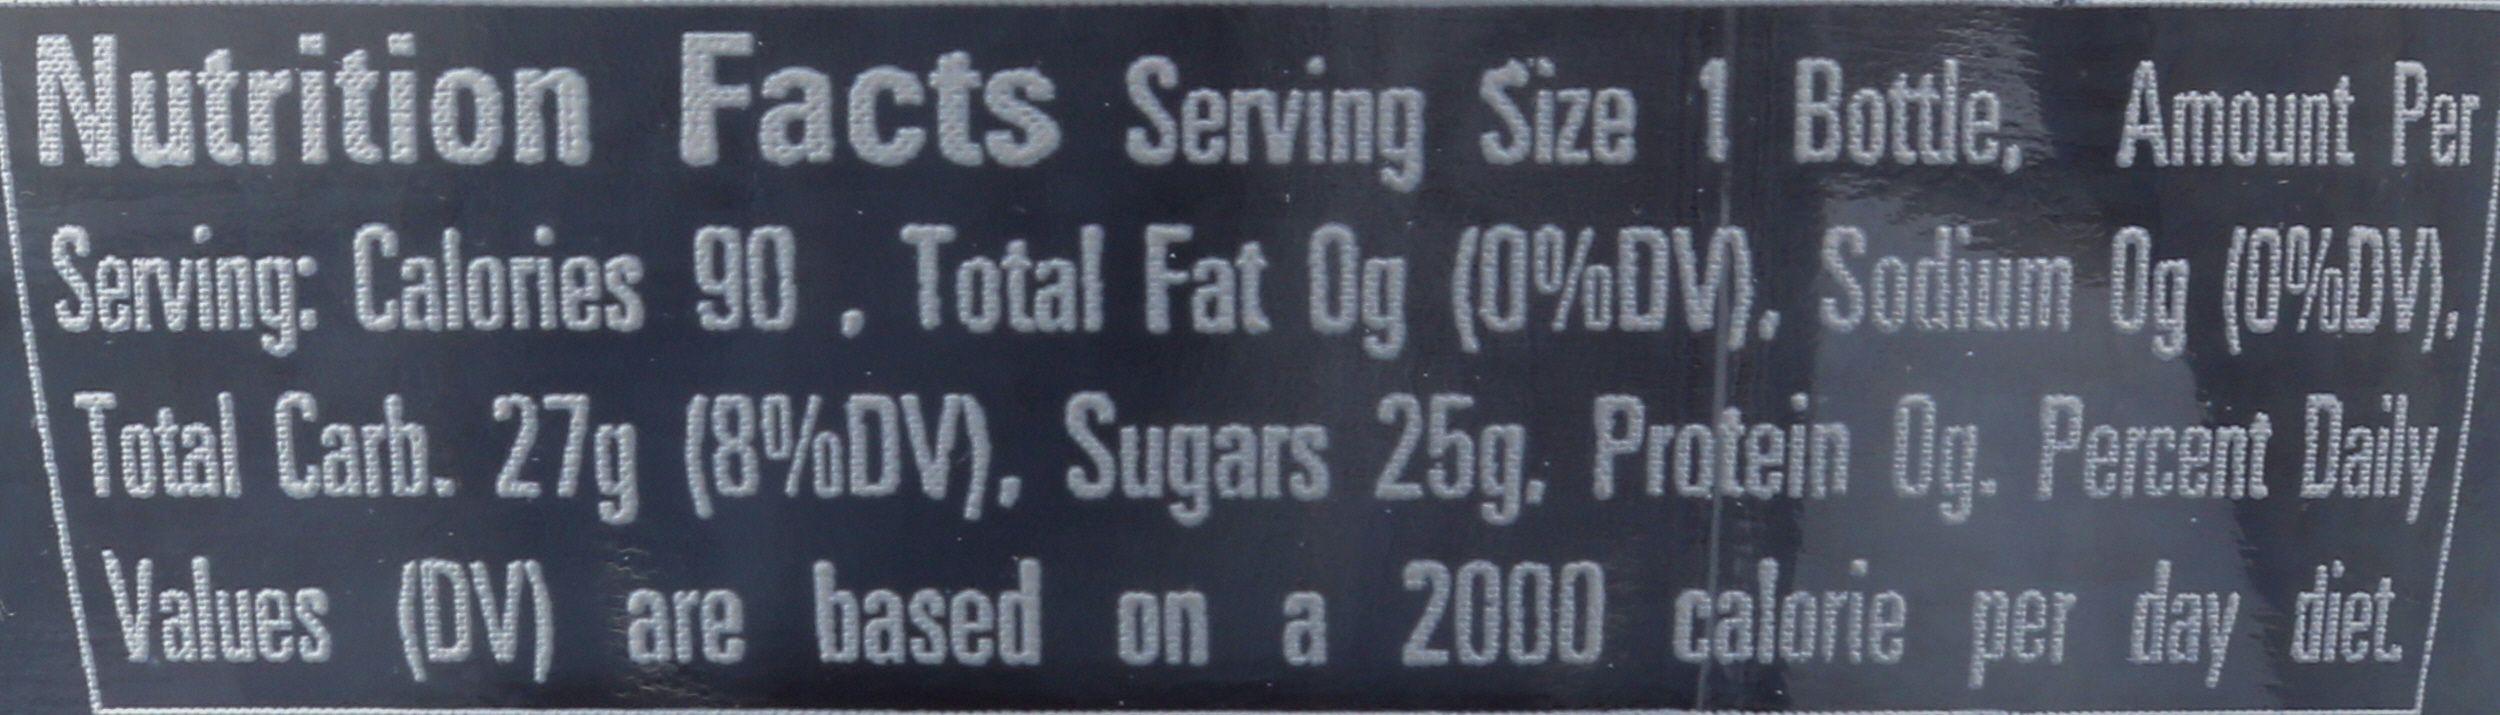 Nutrition Facts Serving Size 1 Bottle, Amount Per
Serving: Calories 90 , Total Fat 0g (0%DV), Sodium 0g (0%DV),
Total Carb. 27g (8%DV), Sugars 25g, Protein 0g. Percent Daily
Values (DV) are based on a 2000 calorie per day diet.